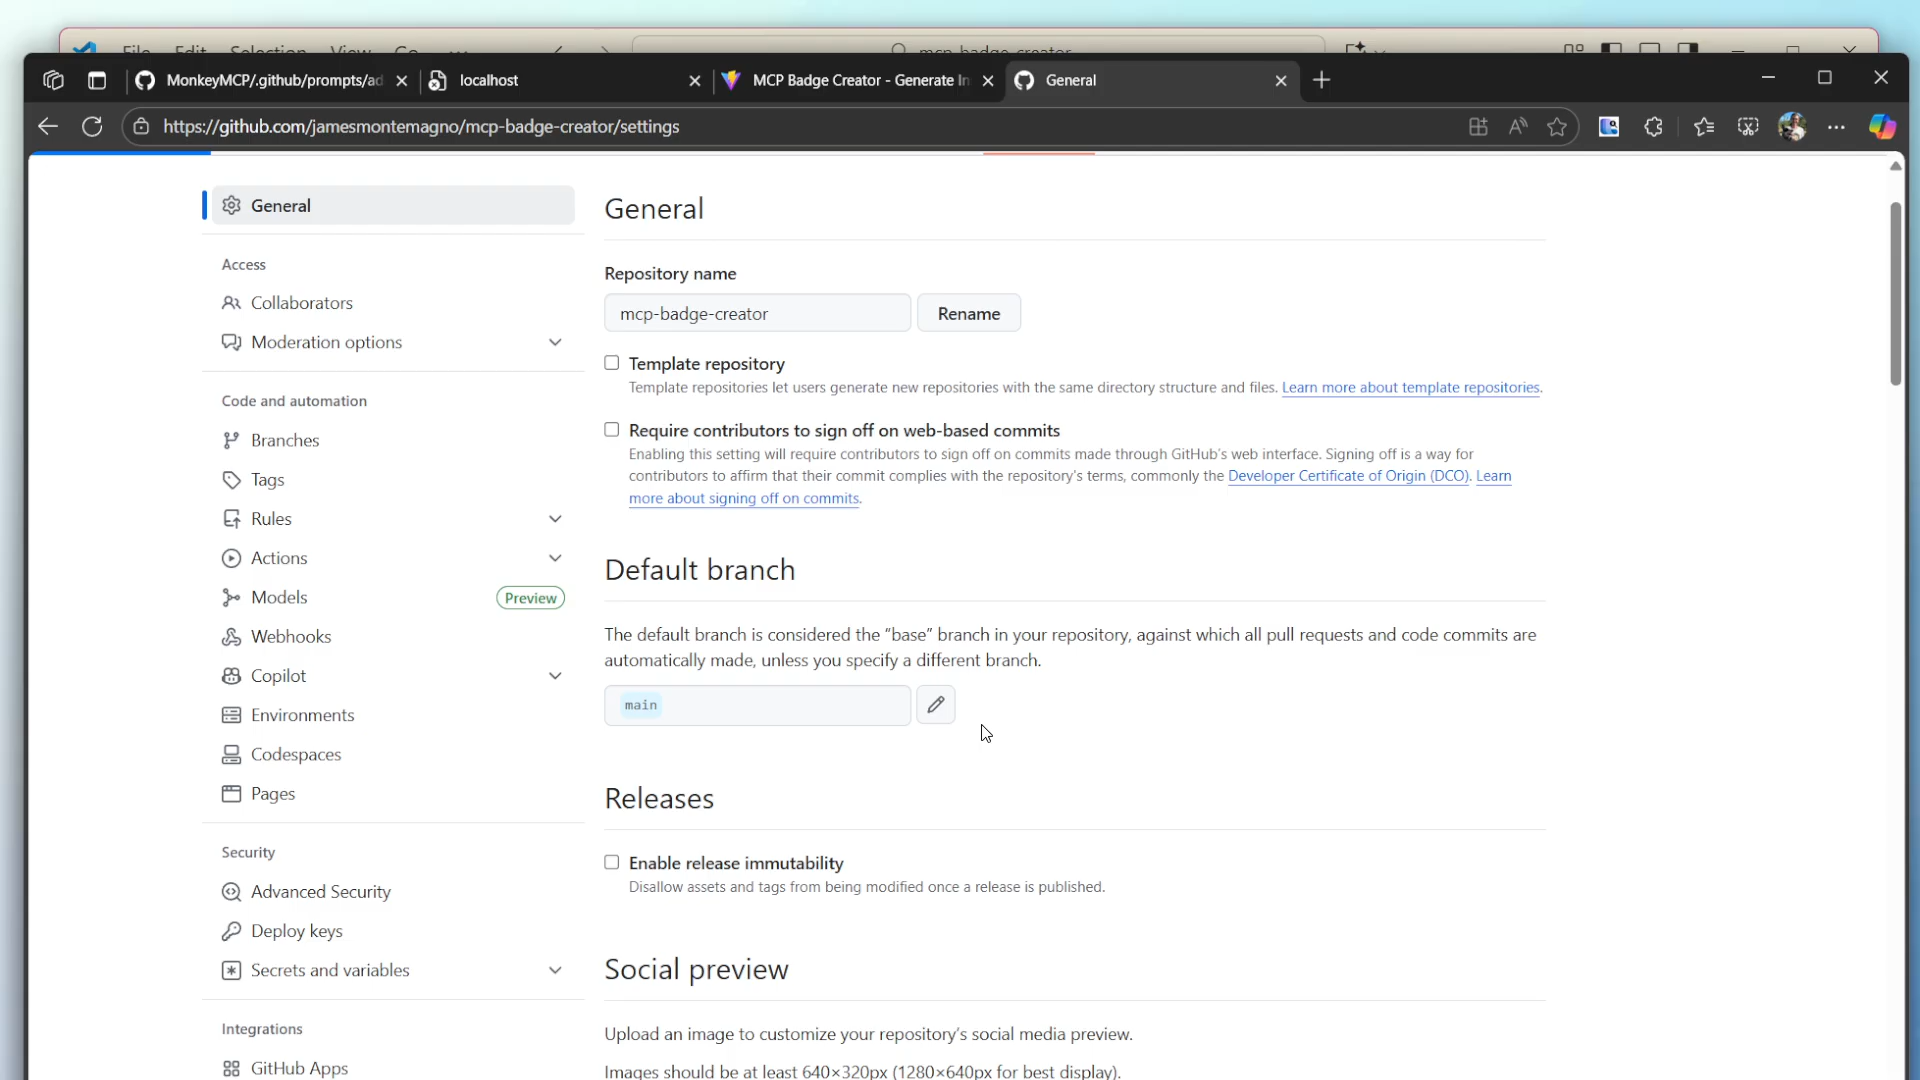 File Edit Selection View Go ... mcp-badge-creator
MonkeyMCP/.github/prompts/ad
localhost
MCP Badge Creator - Generate In
General
https://github.com/jamesmontemagno/mcp-badge-creator/settings
General
Access
Collaborators
Moderation options
Code and automation
Branches
Tags
Rules
Actions
Models Preview
Webhooks
Copilot
Environments
Codespaces
Pages
Security
Advanced Security
Deploy keys
Secrets and variables
Integrations
GitHub Apps
General
Repository name
mcp-badge-creator Rename
Template repository
Template repositories let users generate new repositories with the same directory structure and files. Learn more about template repositories.
Require contributors to sign off on web-based commits
Enabling this setting will require contributors to sign off on commits made through GitHub's web interface. Signing off is a way for
contributors to affirm that their commit complies with the repository's terms, commonly the Developer Certificate of Origin (DCO). Learn
more about signing off on commits.
Default branch
The default branch is considered the “base” branch in your repository, against which all pull requests and code commits are
automatically made, unless you specify a different branch.
main
Releases
Enable release immutability
Disallow assets and tags from being modified once a release is published.
Social preview
Upload an image to customize your repository's social media preview.
Images should be at least 640×320px (1280×640px for best display).